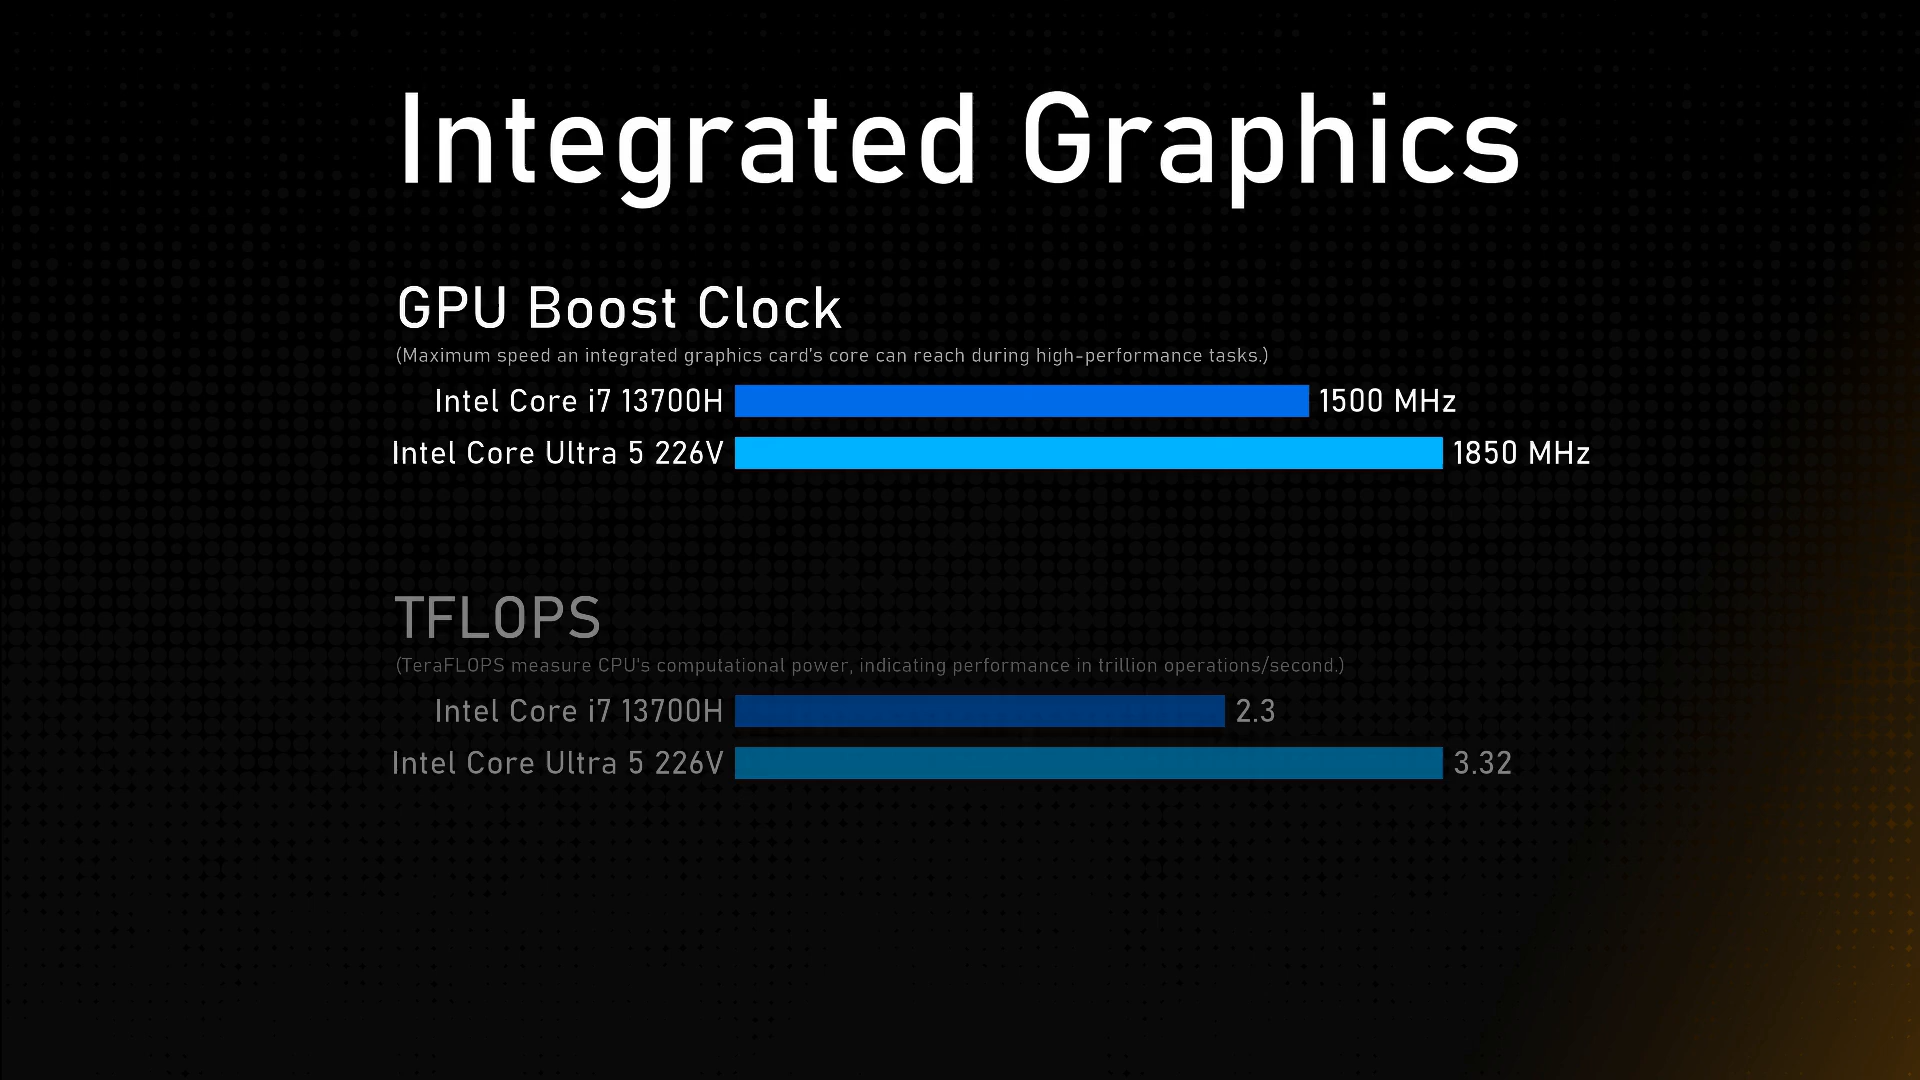 Integrated Graphics
GPU Boost Clock
(Maximum speed an integrated graphics card's core can reach during high-performance tasks.)
Intel Core i7 13700H 1500 MHz
Intel Core Ultra 5 226V 1850 MHz
TFLOPS
(TeraFLOPS measure CPU's computational power, indicating performance in trillion operations/second.)
Intel Core i7 13700H 2.3
Intel Core Ultra 5 226V 3.32